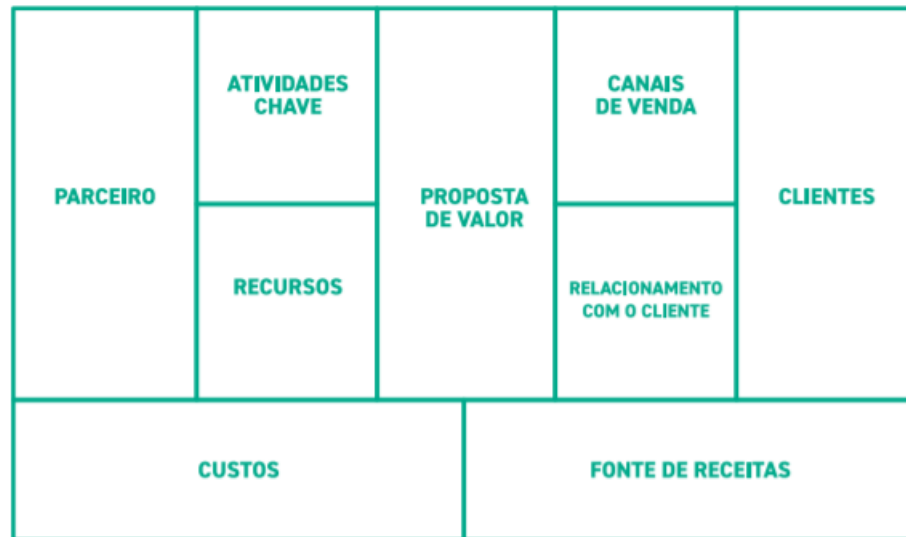 PARCEIRO
ATIVIDADES
CHAVE
RECURSOS
PROPOSTA
DE VALOR
CANAIS
DE VENDA
RELACIONAMENTO
COM O CLIENTE
CLIENTES
CUSTOS
FONTE DE RECEITAS